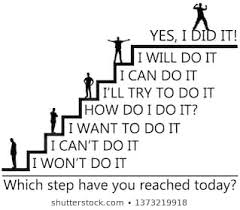 YES, I DID IT!
I WILL DO IT
I CAN DO IT
I'LL TRY TO DO IT
HOW DO I DO IT?
I WANT TO DO IT
I CAN'T DO IT
I WON'T DO IT
Which step have you reached today?
shutterstock.com • 1373219918